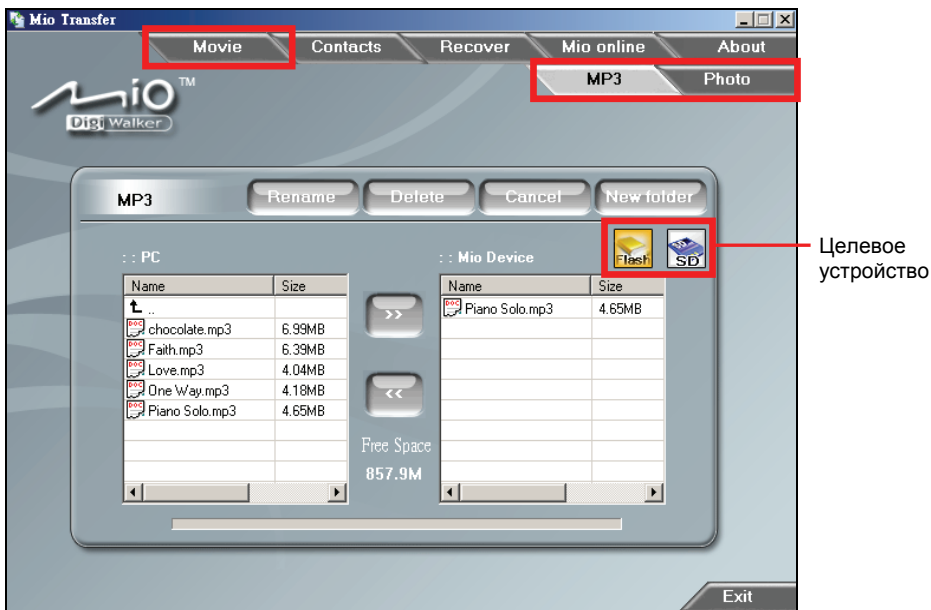 Mio Transfer
Movie Contacts Recover Mio online About
MP3 Photo
Mio TM
Digi Walker
MP3 Rename Delete Cancel New folder
: : PC : : Mio Device Flash SD
Целевое
устройство
Name Size Name Size
.. Piano Solo.mp3 4.65MB
chocolate.mp3 6.99MB
Faith.mp3 6.39MB
Love.mp3 4.04MB
One Way.mp3 4.18MB
Piano Solo.mp3 4.65MB
>>
<<
Free Space
857.9M
Exit